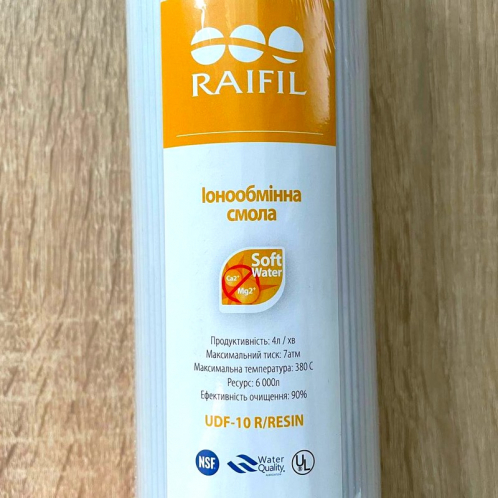 RAIFIL
Іонообмінна
смола
Soft
Water
Ca2+
Mg2+
Продуктивність: 4л / хв
Максимальний тиск: 7атм
Максимальна температура: 380 С
Ресурс: 6 000л
Ефективність очищення: 90%
UDF-10 R/RESIN
NSF
Water
Quality
UL